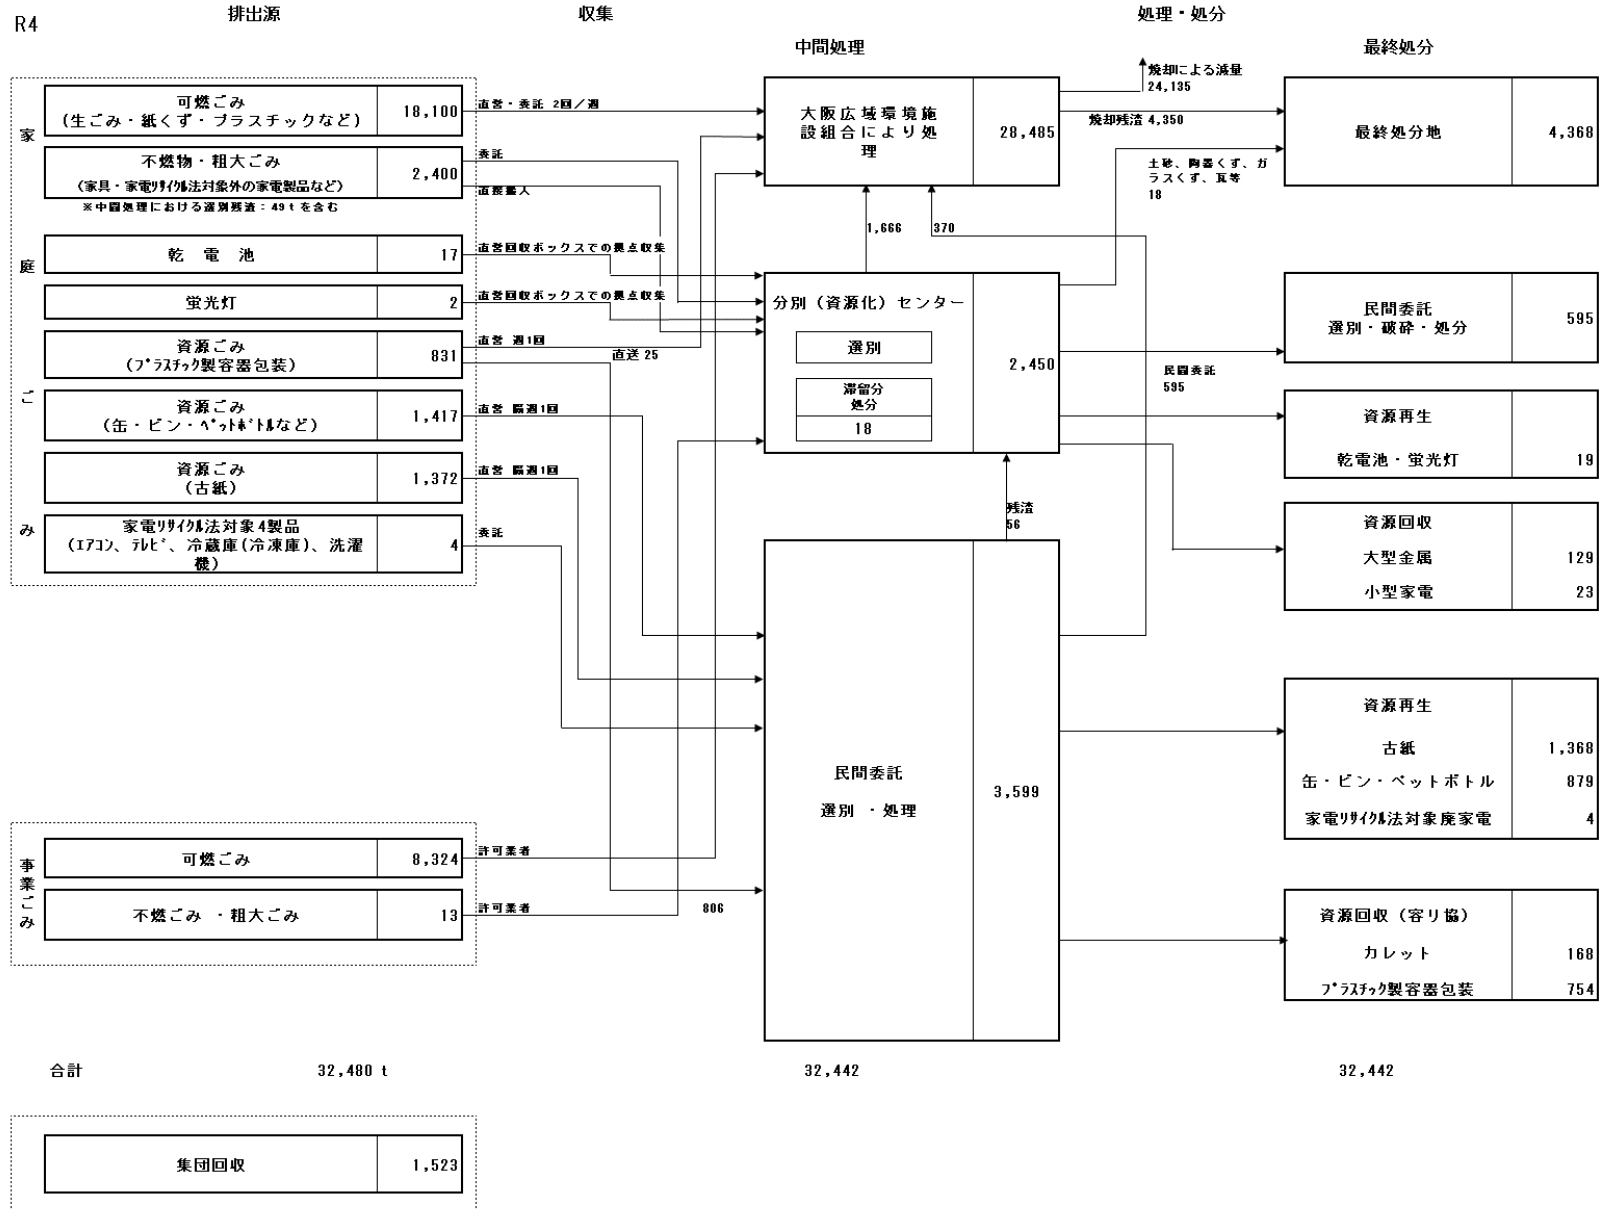 R4
排出源
収集
処理・処分
中間処理
最終処分
家
庭
ご
み
可燃ごみ
(生ごみ・紙くず・プラスチックなど)
18,100
直営・委託 2回／週
不燃物・粗大ごみ
(家具・家電ﾘｻｲｸﾙ法対象外の家電製品など)
2,400
委託
直接搬入
※中間処理における選別残渣：49tを含む
乾 電 池
17
直営回収ボックスでの拠点収集
蛍光灯
2
直営回収ボックスでの拠点収集
資源ごみ
(ﾌﾟﾗｽﾁｯｸ製容器包装)
831
直営 週1回
直送 25
資源ごみ
(缶・ビン・ﾍﾟｯﾄﾎﾞﾄﾙなど)
1,417
直営 隔週1回
資源ごみ
(古紙)
1,372
直営 隔週1回
家電ﾘｻｲｸﾙ法対象4製品
(ｴｱｺﾝ、ﾃﾚﾋﾞ、冷蔵庫(冷凍庫)、洗濯
機)
4
委託
事
業
ご
み
可燃ごみ
8,324
許可業者
不燃ごみ ・粗大ごみ
13
許可業者
806
大阪広域環境施
設組合により処
理
28,485
焼却による減量
24,135
焼却残渣 4,350
1,666
370
分別（資源化）センター
選別
滞留分
処分
18
2,450
土砂、陶器くず、ガ
ラスくず、瓦等
18
民間委託
595
残渣
56
民間委託
選別 ・処理
3,599
最終処分地
4,368
民間委託
選別・破砕・処分
595
資源再生
乾電池・蛍光灯
19
資源回収
大型金属
129
小型家電
23
資源再生
古紙
1,368
缶・ビン・ペットボトル
879
家電ﾘｻｲｸﾙ法対象廃家電
4
資源回収（容リ協）
カレット
168
ﾌﾟﾗｽﾁｯｸ製容器包装
754
合計
32,480 t
32,442
32,442
集団回収
1,523